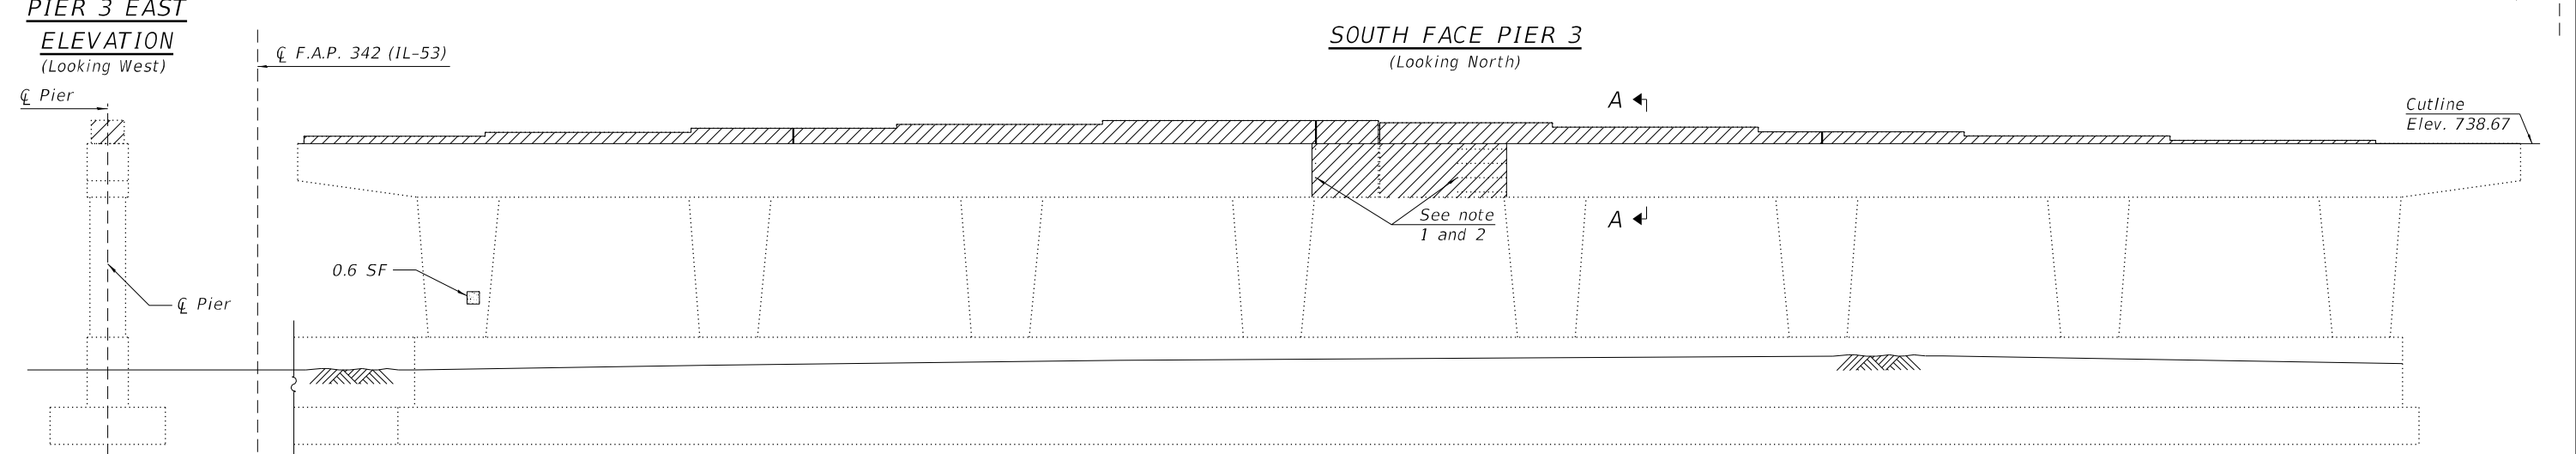 PIER 3 EAST
ELEVATION
(Looking West)
℄ Pier
℄ F.A.P. 342 (IL-53)
SOUTH FACE PIER 3
(Looking North)
A
Cutline
Elev. 738.67
See note
1 and 2
A
0.6 SF
℄ Pier